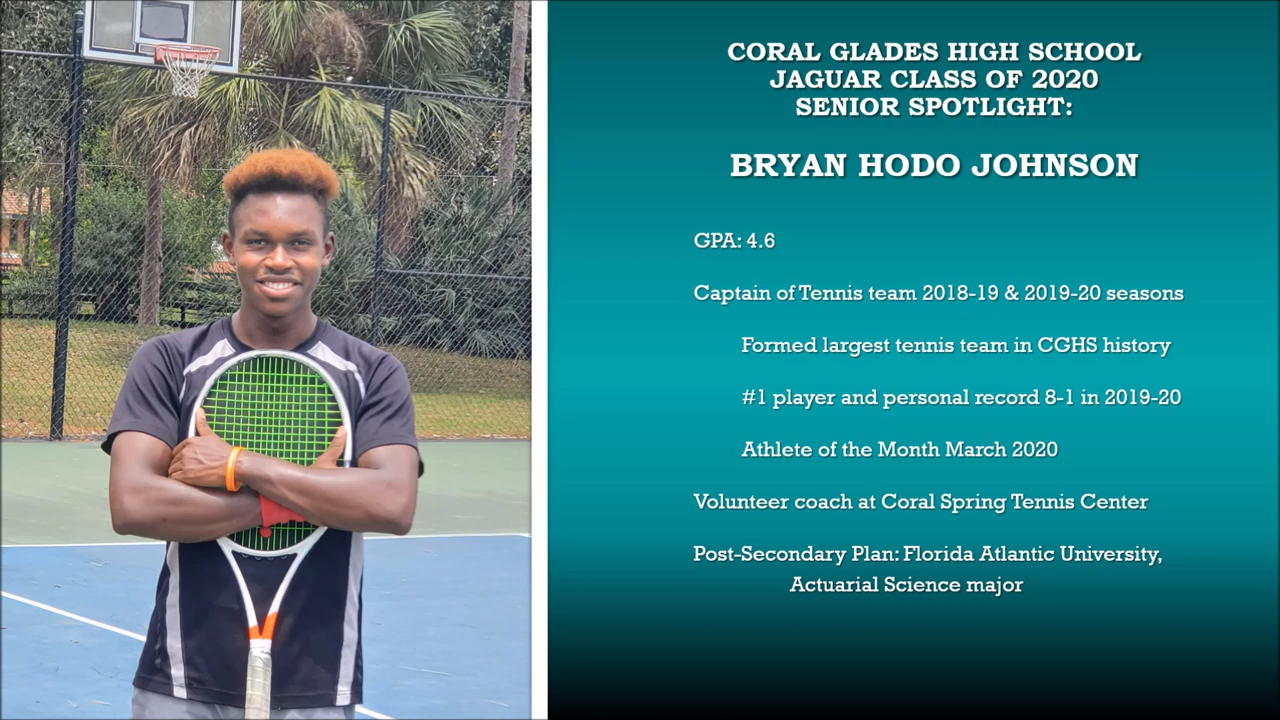 CORAL GLADES HIGH SCHOOL
JAGUAR CLASS OF 2020
SENIOR SPOTLIGHT:
BRYAN HODO JOHNSON
GPA: 4.6
Captain of Tennis team 2018-19 & 2019-20 seasons
Formed largest tennis team in CGHS history
#1 player and personal record 8-1 in 2019-20
Athlete of the Month March 2020
Volunteer coach at Coral Spring Tennis Center
Post-Secondary Plan: Florida Atlantic University,
Actuarial Science major